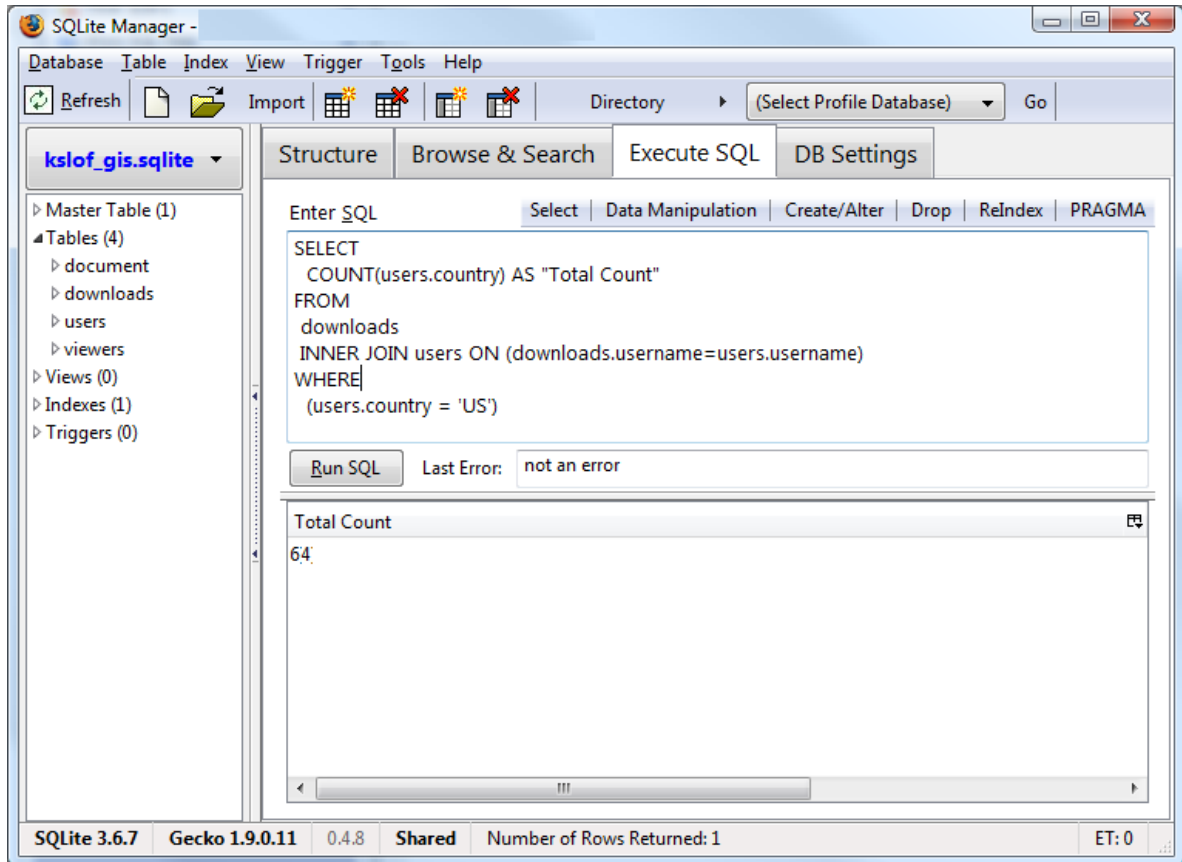 SQLite Manager -
Database Table Index View Trigger Tools Help
Refresh Import Directory (Select Profile Database) Go
kslof_gis.sqlite
Master Table (1)
Tables (4)
document
downloads
users
viewers
Views (0)
Indexes (1)
Triggers (0)
Structure Browse & Search Execute SQL DB Settings
Enter SQL Select | Data Manipulation | Create/Alter | Drop | ReIndex | PRAGMA
SELECT
COUNT(users.country) AS "Total Count"
FROM
downloads
INNER JOIN users ON (downloads.username=users.username)
WHERE
(users.country = 'US')
Run SQL Last Error: not an error
Total Count
64
SQLite 3.6.7 Gecko 1.9.0.11 0.4.8 Shared Number of Rows Returned: 1 ET: 0